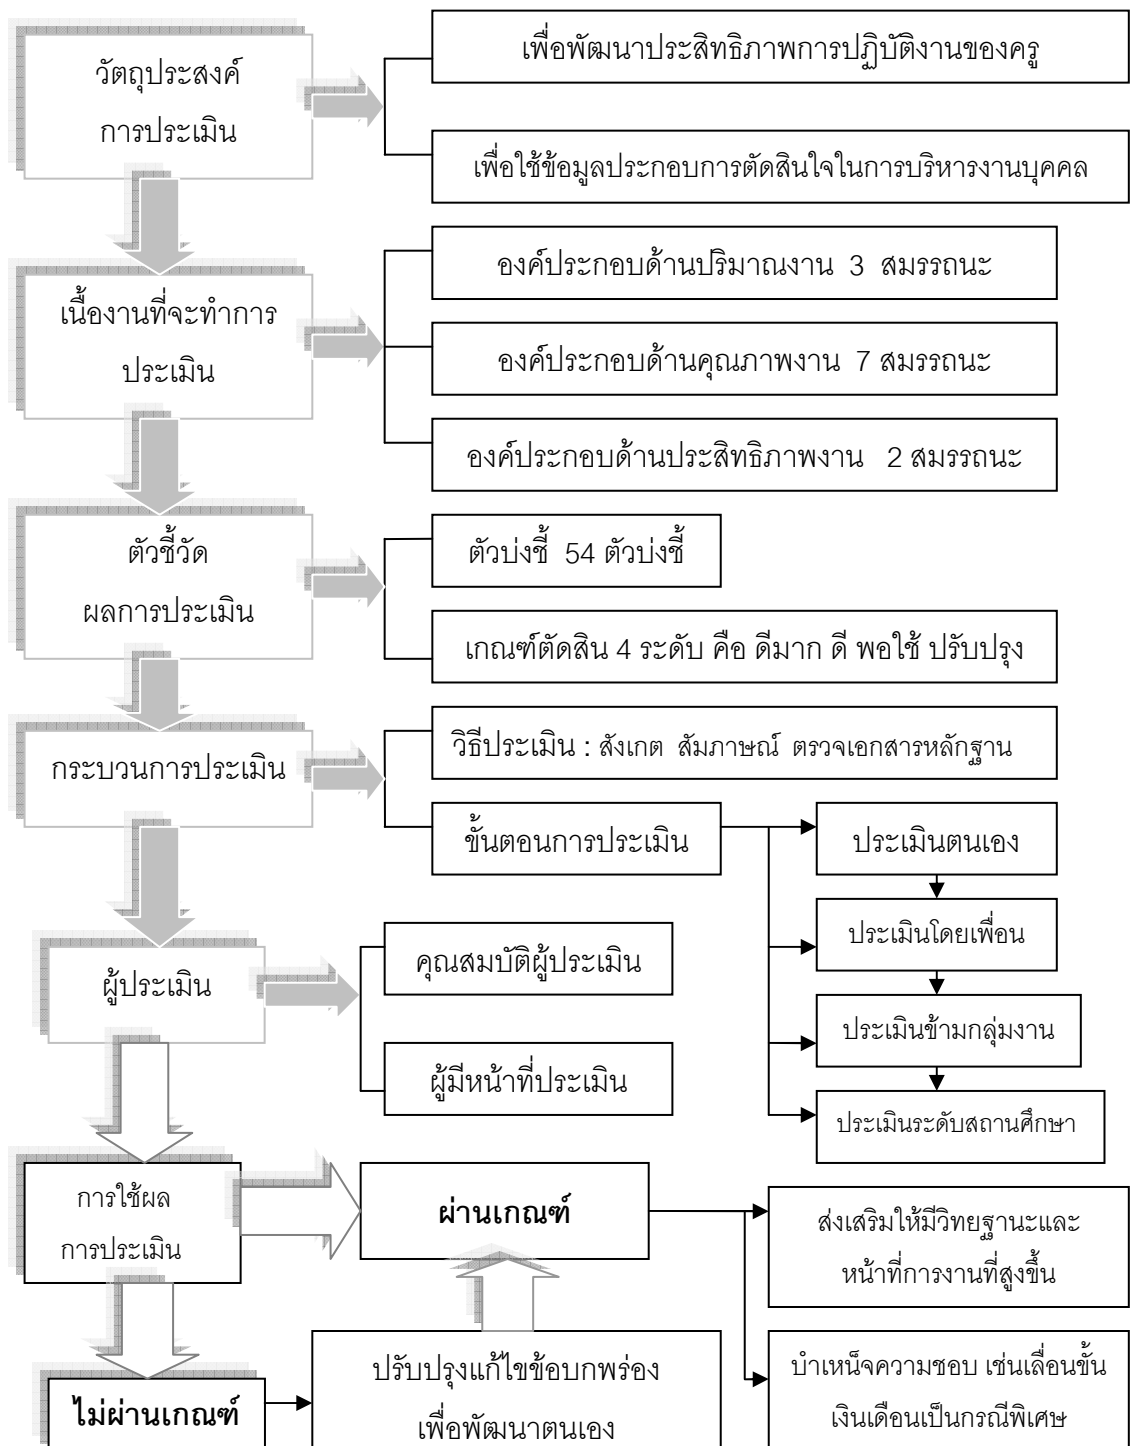 วัตถุประสงค์
การประเมิน
เพื่อพัฒนาประสิทธิภาพการปฏิบัติงานของครู
เพื่อใช้ข้อมูลประกอบการตัดสินใจในการบริหารงานบุคคล
เนื้องานที่จะทำการ
ประเมิน
องค์ประกอบด้านปริมาณงาน 3 สมรรถนะ
องค์ประกอบด้านคุณภาพงาน 7 สมรรถนะ
องค์ประกอบด้านประสิทธิภาพงาน 2 สมรรถนะ
ตัวชี้วัด
ผลการประเมิน
ตัวบ่งชี้ 54 ตัวบ่งชี้
เกณฑ์ตัดสิน 4 ระดับ คือ ดีมาก ดี พอใช้ ปรับปรุง
กระบวนการประเมิน
วิธีประเมิน : สังเกต สัมภาษณ์ ตรวจเอกสารหลักฐาน
ขั้นตอนการประเมิน
ประเมินตนเอง
ประเมินโดยเพื่อน
ประเมินข้ามกลุ่มงาน
ประเมินระดับสถานศึกษา
ผู้ประเมิน
คุณสมบัติผู้ประเมิน
ผู้มีหน้าที่ประเมิน
การใช้ผล
การประเมิน
ผ่านเกณฑ์
ส่งเสริมให้มีวิทยฐานะและ
หน้าที่การงานที่สูงขึ้น
ไม่ผ่านเกณฑ์
ปรับปรุงแก้ไขข้อบกพร่อง
เพื่อพัฒนาตนเอง
บำเหน็จความชอบ เช่นเลื่อนขั้น
เงินเดือนเป็นกรณีพิเศษ